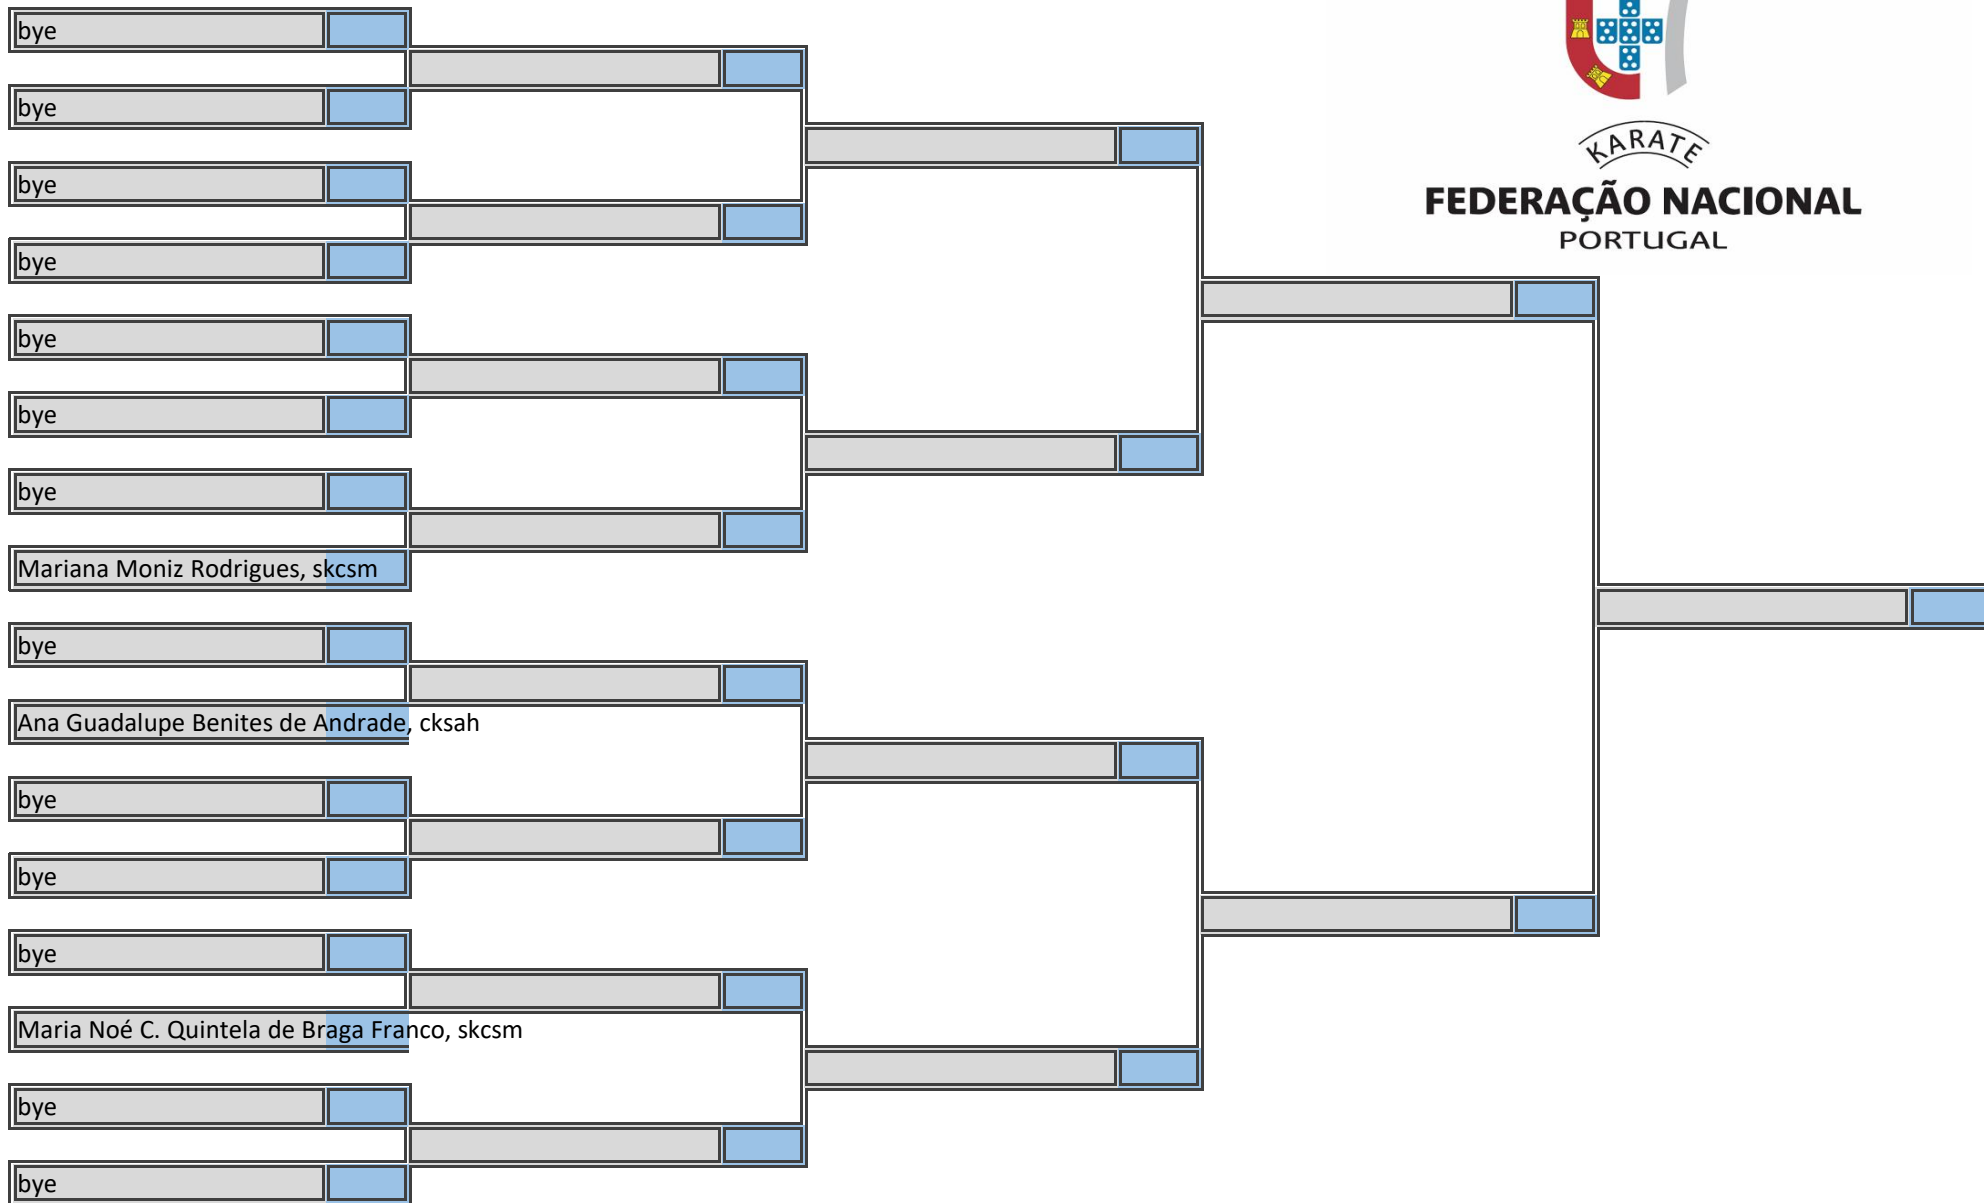 bye
bye
KARATE
bye
FEDERAÇÃO NACIONAL
PORTUGAL
bye
bye
bye
bye
Mariana Moniz Rodrigues, skcsm
bye
Ana Guadalupe Benites de Andrade, cksah
bye
bye
bye
Maria Noé C. Quintela de Braga Franco, skcsm
bye
bye